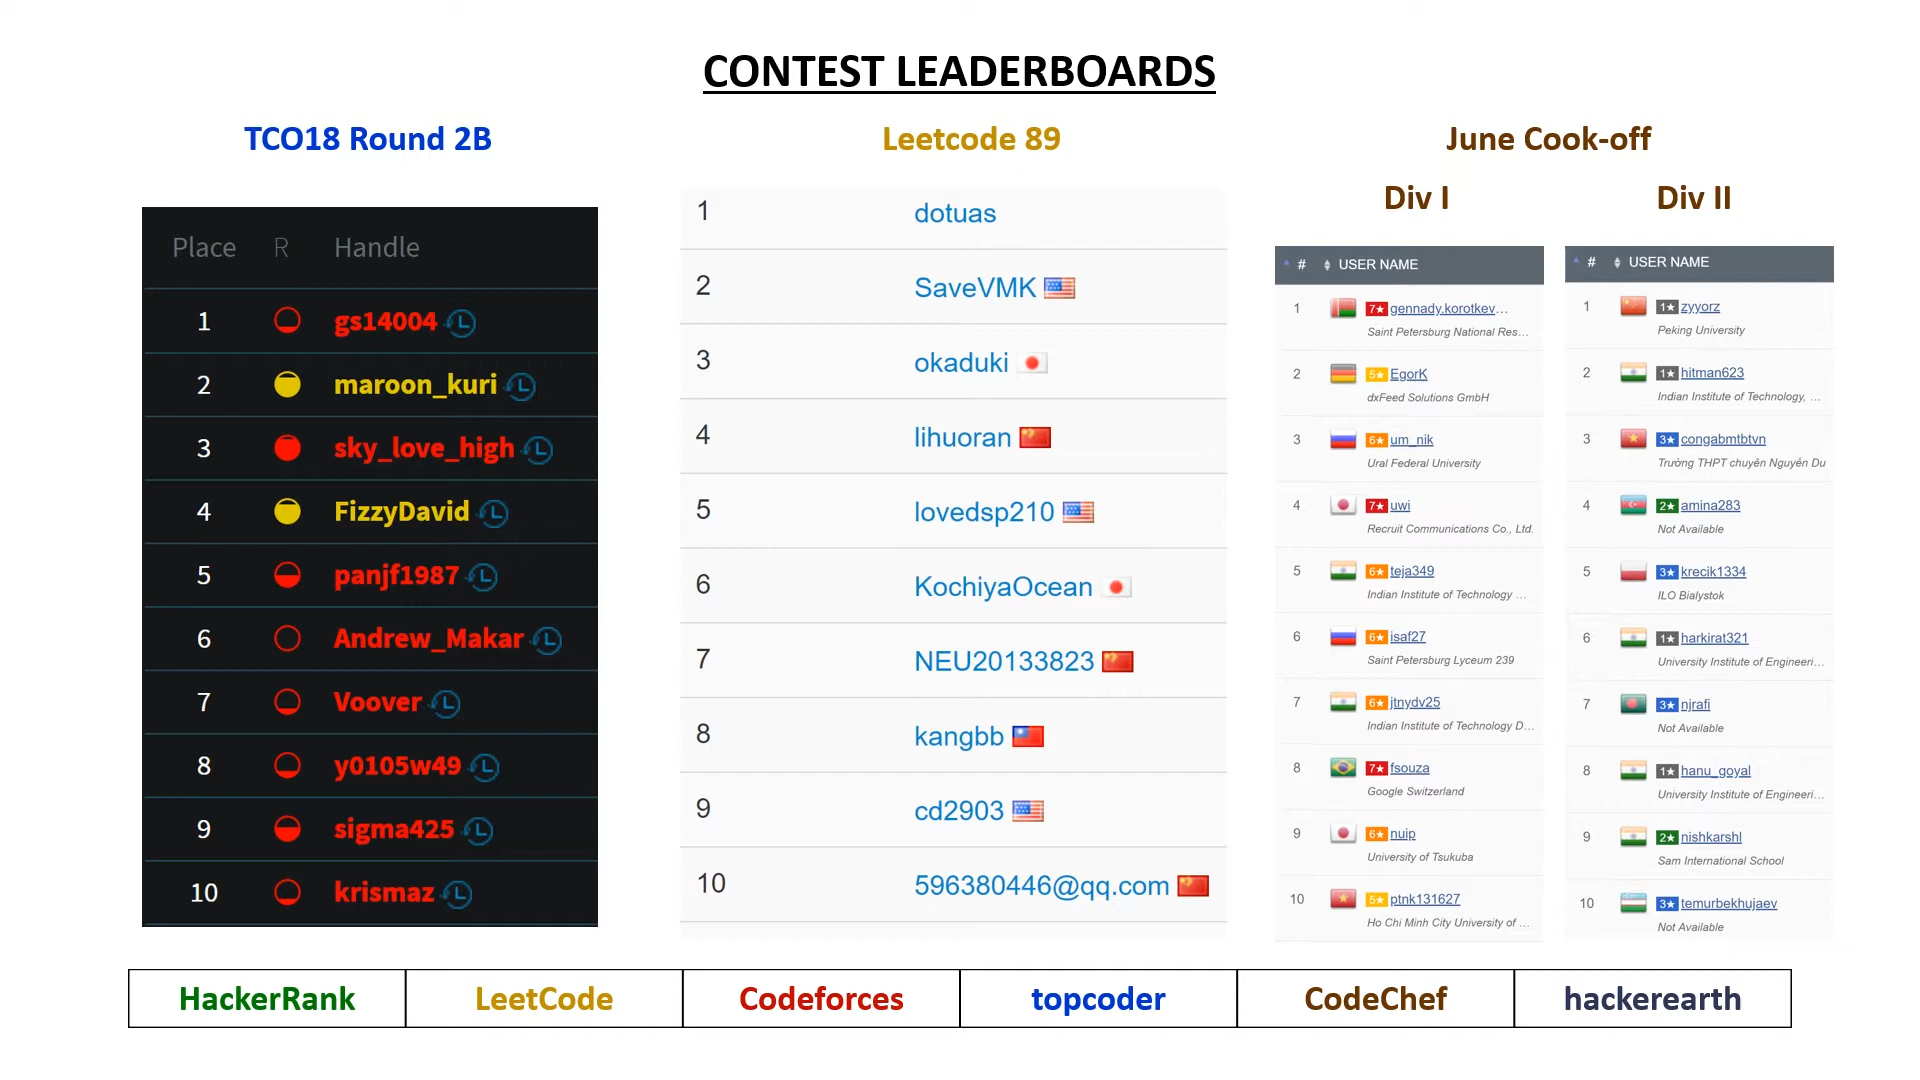 CONTEST LEADERBOARDS
TCO18 Round 2B
Place R Handle
1 gs14004
2 maroon_kuri
3 sky_love_high
4 FizzyDavid
5 panjf1987
6 Andrew_Makar
7 Voover
8 y0105w49
9 sigma425
10 krismaz
Leetcode 89
1 dotuas
2 SaveVMK
3 okaduki
4 lihuoran
5 lovedsp210
6 KochiyaOcean
7 NEU20133823
8 kangbb
9 cd2903
10 596380446@qq.com
June Cook-off
Div I
# USER NAME
1 7★ gennady.korotkev…
Saint Petersburg National Res…
2 5★ EgorK
dxFeed Solutions GmbH
3 6★ um_nik
Ural Federal University
4 7★ uwi
Recruit Communications Co., Ltd.
5 6★ teja349
Indian Institute of Technology …
6 6★ isaf27
Saint Petersburg Lyceum 239
7 6★ jtnydv25
Indian Institute of Technology D…
8 7★ fsouza
Google Switzerland
9 6★ nuip
University of Tsukuba
10 5★ ptnk131627
Ho Chi Minh City University of …
Div II
# USER NAME
1 1★ zyyorz
Peking University
2 1★ hitman623
Indian Institute of Technology, …
3 3★ congabmtbtvn
Trường THPT chuyên Nguyễn Du
4 2★ amina283
Not Available
5 3★ krecik1334
ILO Bialystok
6 1★ harkirat321
University Institute of Engineeri…
7 3★ njrafi
Not Available
8 1★ hanu_goyal
University Institute of Engineeri…
9 2★ nishkarshl
Sam International School
10 3★ temurbekhujaev
Not Available
HackerRank LeetCode Codeforces topcoder CodeChef hackerearth